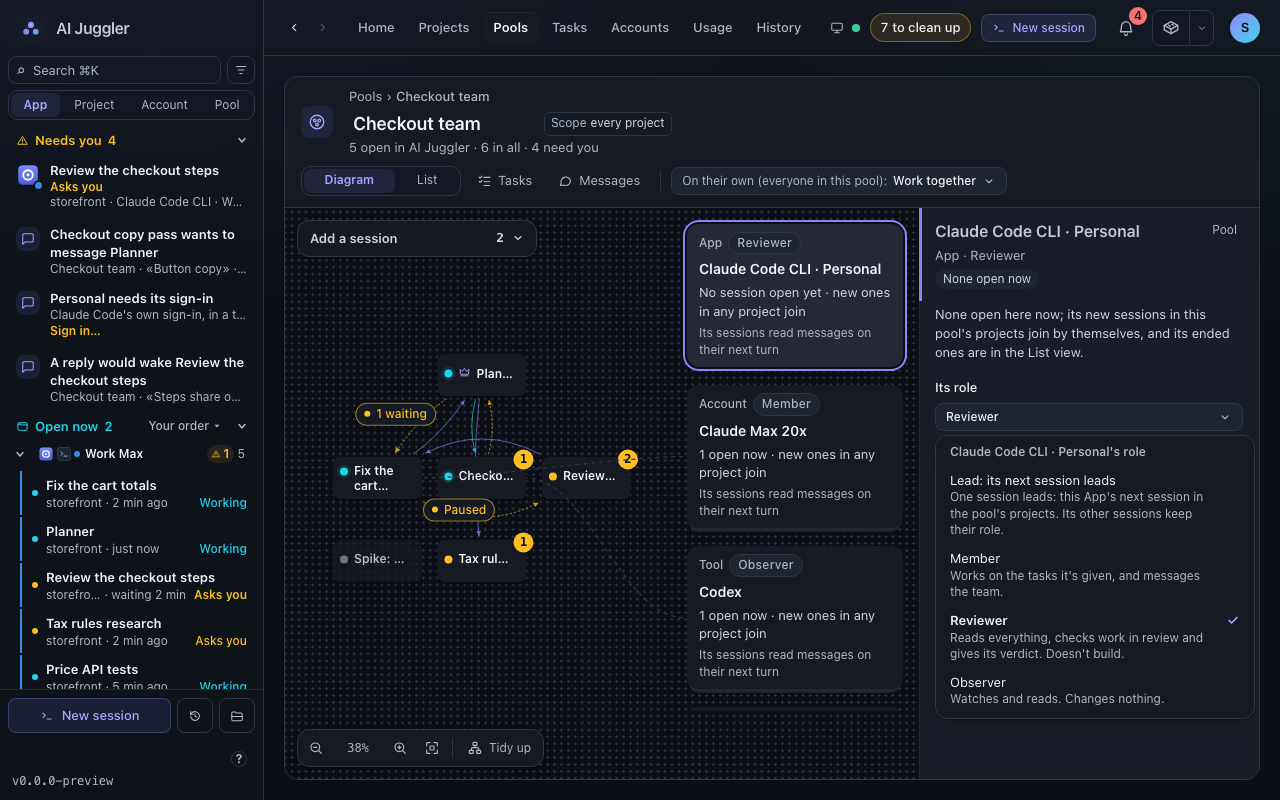 AI Juggler
Search ⌘K
App Project Account Pool
Needs you 4
Review the checkout steps
Asks you
storefront · Claude Code CLI · W...
Checkout copy pass wants to
message Planner
Checkout team · «Button copy» ·...
Personal needs its sign-in
Claude Code's own sign-in, in a t...
Sign in...
A reply would wake Review the
checkout steps
Checkout team · «Steps share o...
Open now 2
Your order
Work Max
1 5
Fix the cart totals
storefront · 2 min ago Working
Planner
storefront · just now Working
Review the checkout steps
storefro... · waiting 2 min Asks you
Tax rules research
storefront · 2 min ago Asks you
Price API tests
storefront · 5 min ago Working
New session
?
v0.0.0-preview
Home Projects Pools Tasks Accounts Usage History
7 to clean up
New session
4
S
Pools › Checkout team
Checkout team
Scope every project
5 open in AI Juggler · 6 in all · 4 need you
Diagram List Tasks Messages
On their own (everyone in this pool): Work together
Add a session 2
Plan...
1 waiting
Fix the
cart...
Checko...
1
Review...
2
Paused
Spike: ...
Tax rul...
1
38%
Tidy up
App Reviewer
Claude Code CLI · Personal
No session open yet · new ones
in any project join
Its sessions read messages on
their next turn
Account Member
Claude Max 20x
1 open now · new ones in any
project join
Its sessions read messages on
their next turn
Tool Observer
Codex
1 open now · new ones in any
project join
Its sessions read messages on
their next turn
Claude Code CLI · Personal
Pool
App · Reviewer
None open now
None open here now; its new sessions in this
pool's projects join by themselves, and its ended
ones are in the List view.
Its role
Reviewer
Claude Code CLI · Personal's role
Lead: its next session leads
One session leads: this App's next session in
the pool's projects. Its other sessions keep
their role.
Member
Works on the tasks it's given, and messages
the team.
Reviewer
Reads everything, checks work in review and
gives its verdict. Doesn't build.
Observer
Watches and reads. Changes nothing.